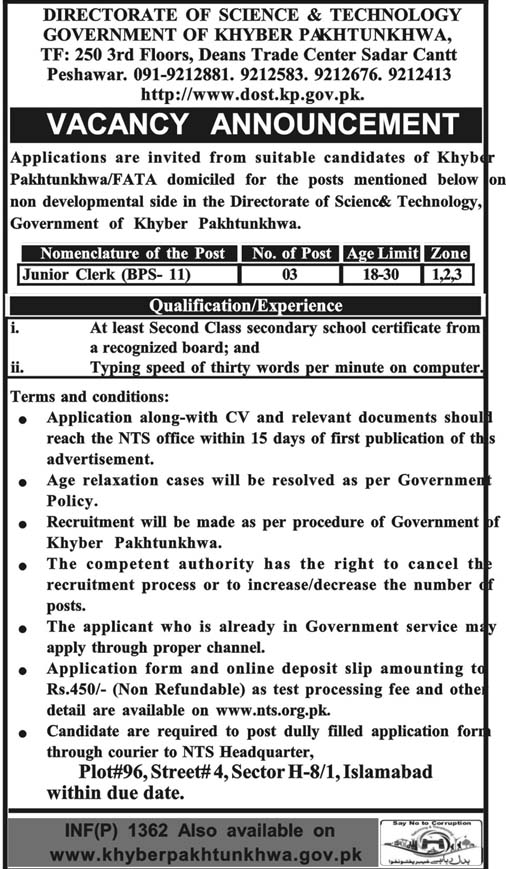 DIRECTORATE OF SCIENCE & TECHNOLOGY
GOVERNMENT OF KHYBER PAKHTUNKHWA,
TF: 250 3rd Floors, Deans Trade Center Sadar Cantt
Peshawar. 091-9212881. 9212583. 9212676. 9212413
http://www.dost.kp.gov.pk.
VACANCY ANNOUNCEMENT
Applications are invited from suitable candidates of Khyber
Pakhtunkhwa/FATA domiciled for the posts mentioned below on
non developmental side in the Directorate of Scienc& Technology,
Government of Khyber Pakhtunkhwa.
Nomenclature of the Post No. of Post Age Limit Zone
Junior Clerk (BPS- 11) 03 18-30 1,2,3
Qualification/Experience
i. At least Second Class secondary school certificate from
a recognized board; and
ii. Typing speed of thirty words per minute on computer.
Terms and conditions:
• Application along-with CV and relevant documents should
reach the NTS office within 15 days of first publication of this
advertisement.
• Age relaxation cases will be resolved as per Government
Policy.
• Recruitment will be made as per procedure of Government of
Khyber Pakhtunkhwa.
• The competent authority has the right to cancel the
recruitment process or to increase/decrease the number of
posts.
• The applicant who is already in Government service may
apply through proper channel.
• Application form and online deposit slip amounting to
Rs.450/- (Non Refundable) as test processing fee and other
detail are available on www.nts.org.pk.
• Candidate are required to post dully filled application form
through courier to NTS Headquarter,
Plot#96, Street# 4, Sector H-8/1, Islamabad
within due date.
INF(P) 1362 Also available on
www.khyberpakhtunkhwa.gov.pk
Say No to Corruption